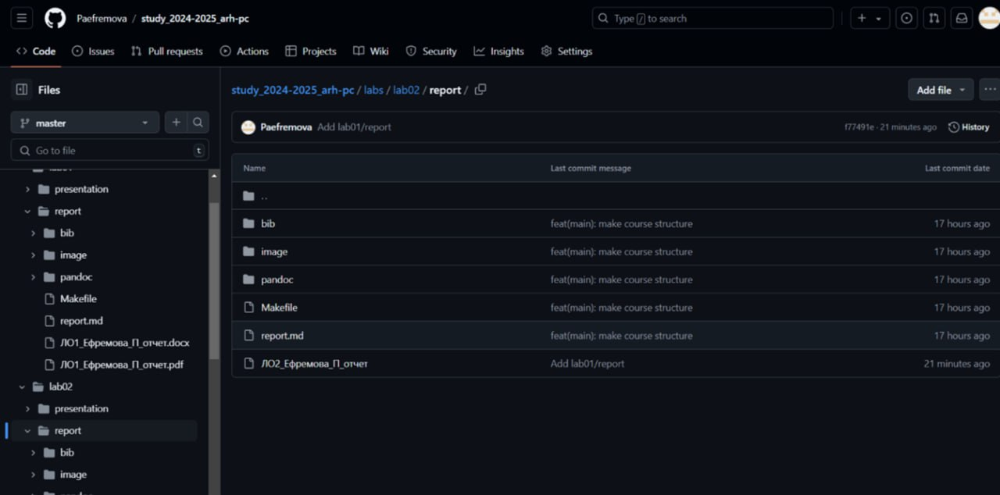 Paefremova / study_2024-2025_arh-pc
Type / to search
Code Issues Pull requests Actions Projects Wiki Security Insights Settings
Files
master
Go to file t
presentation
report
bib
image
pandoc
Makefile
report.md
ЛО1_Ефремова_П_отчет.docx
ЛО1_Ефремова_П_отчет.pdf
lab02
presentation
report
bib
image
study_2024-2025_arh-pc / labs / lab02 / report /
Add file
Paefremova Add lab01/report f77491e · 21 minutes ago History
Name Last commit message Last commit date
..
bib feat(main): make course structure 17 hours ago
image feat(main): make course structure 17 hours ago
pandoc feat(main): make course structure 17 hours ago
Makefile feat(main): make course structure 17 hours ago
report.md feat(main): make course structure 17 hours ago
ЛО2_Ефремова_П_отчет Add lab01/report 21 minutes ago